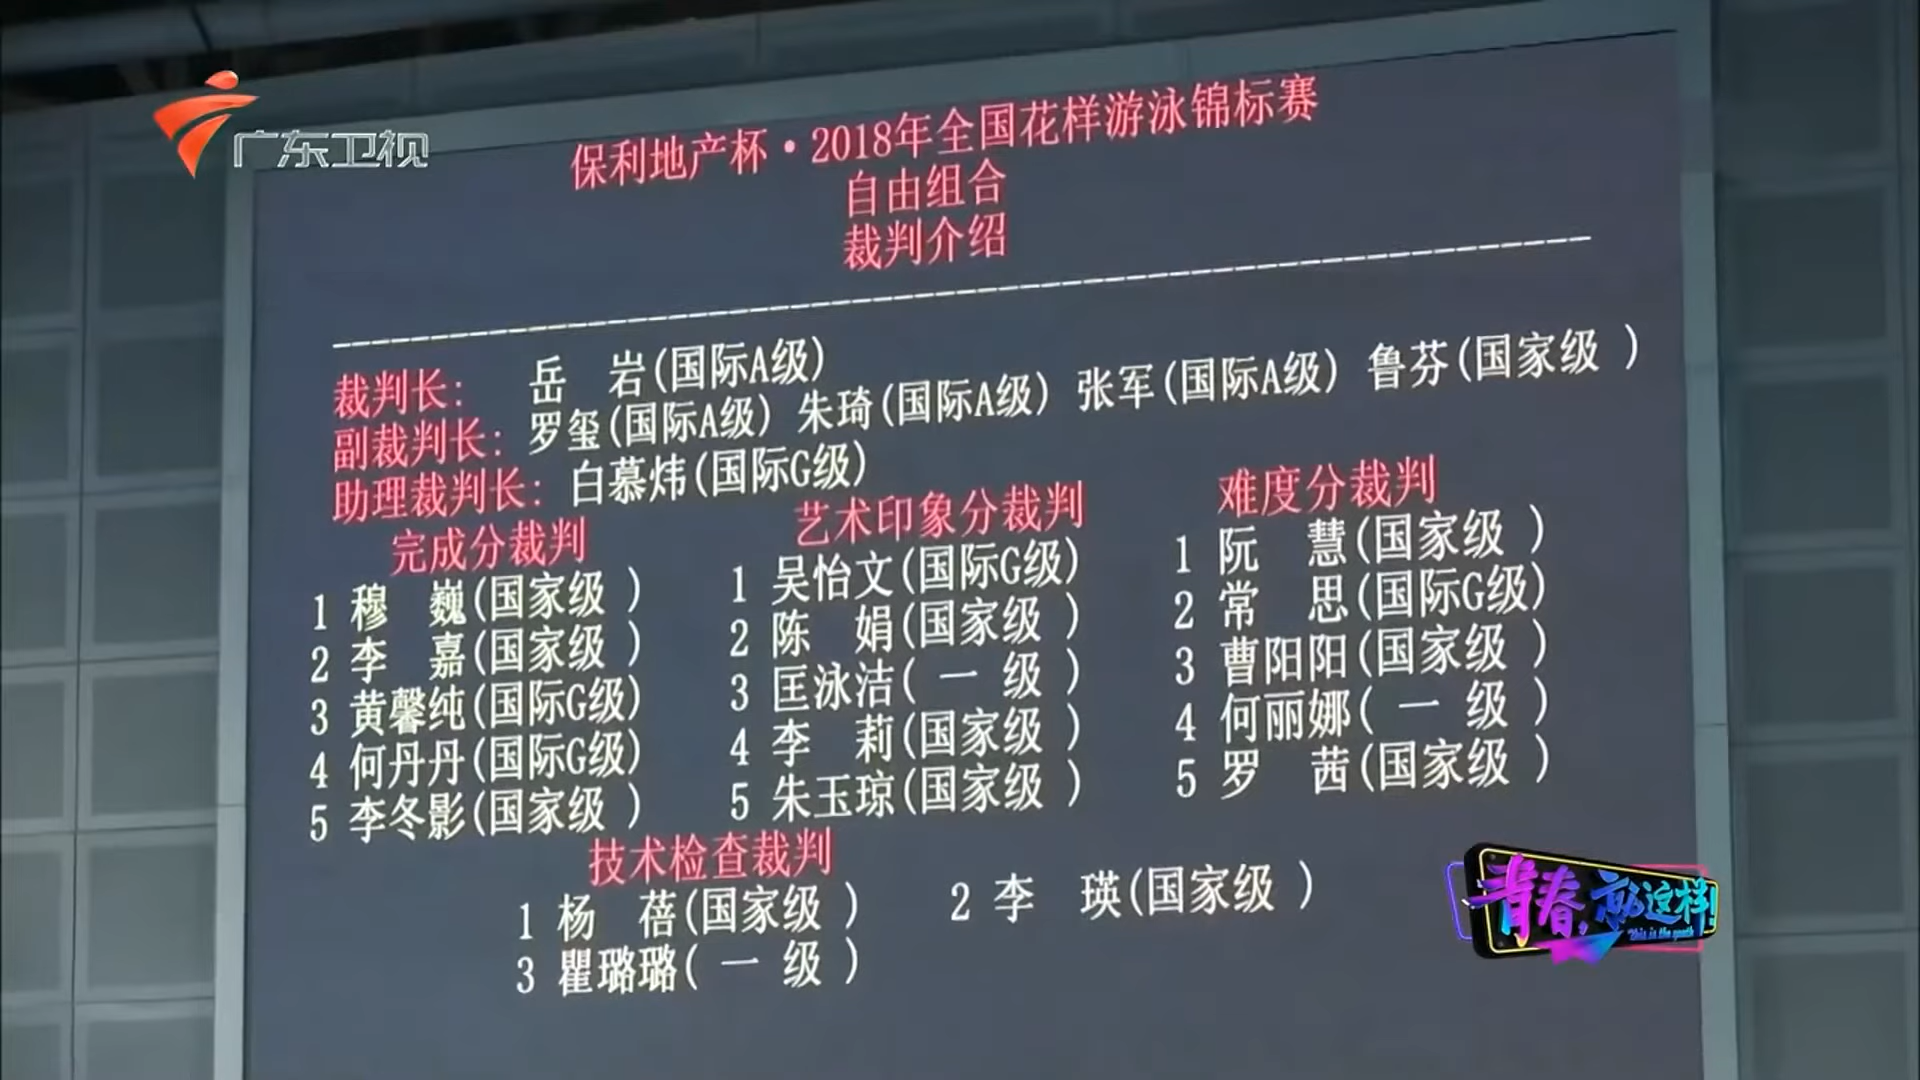 广东卫视
保利地产杯·2018年全国花样游泳锦标赛
自由组合
裁判介绍
裁判长: 岳 岩(国际A级)
副裁判长: 罗玺(国际A级) 朱琦(国际A级) 张军(国际A级) 鲁芬(国家级 )
助理裁判长: 白慕炜(国际G级)
完成分裁判 艺术印象分裁判 难度分裁判
1 穆 巍(国家级 ) 1 吴怡文(国际G级) 1 阮 慧(国家级 )
2 李 嘉(国家级 ) 2 陈 娟(国家级 ) 2 常 思(国际G级)
3 黄馨纯(国际G级) 3 匡泳洁( 一 级 ) 3 曹阳阳(国家级 )
4 何丹丹(国际G级) 4 李 莉(国家级 ) 4 何丽娜( 一 级 )
5 李冬影(国家级 ) 5 朱玉琼(国家级 ) 5 罗 茜(国家级 )
技术检查裁判
1 杨 蓓(国家级 ) 2 李 瑛(国家级 )
3 瞿璐璐( 一 级 )
青春,就这样!
This is the youth